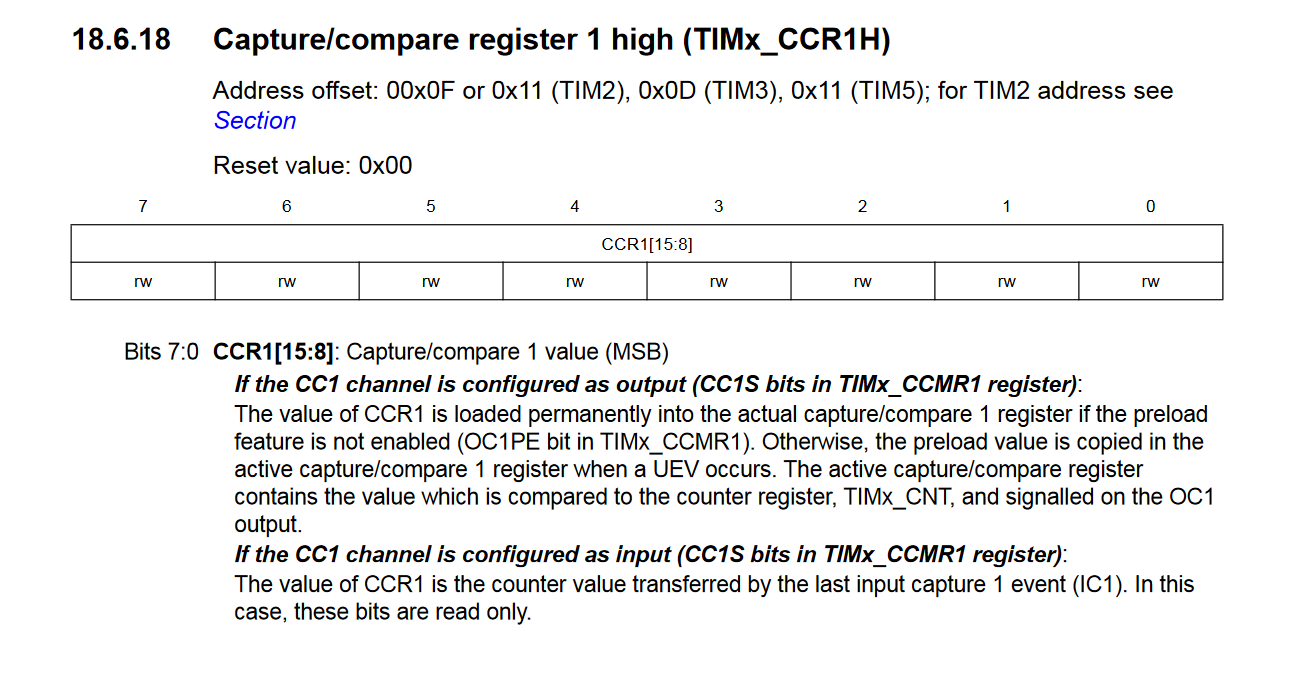 18.6.18 Capture/compare register 1 high (TIMx_CCR1H)
Address offset: 00x0F or 0x11 (TIM2), 0x0D (TIM3), 0x11 (TIM5); for TIM2 address see
Section
Reset value: 0x00
7 6 5 4 3 2 1 0
CCR1[15:8]
rw rw rw rw rw rw rw rw
Bits 7:0 CCR1[15:8]: Capture/compare 1 value (MSB)
If the CC1 channel is configured as output (CC1S bits in TIMx_CCMR1 register):
The value of CCR1 is loaded permanently into the actual capture/compare 1 register if the preload
feature is not enabled (OC1PE bit in TIMx_CCMR1). Otherwise, the preload value is copied in the
active capture/compare 1 register when a UEV occurs. The active capture/compare register
contains the value which is compared to the counter register, TIMx_CNT, and signalled on the OC1
output.
If the CC1 channel is configured as input (CC1S bits in TIMx_CCMR1 register):
The value of CCR1 is the counter value transferred by the last input capture 1 event (IC1). In this
case, these bits are read only.